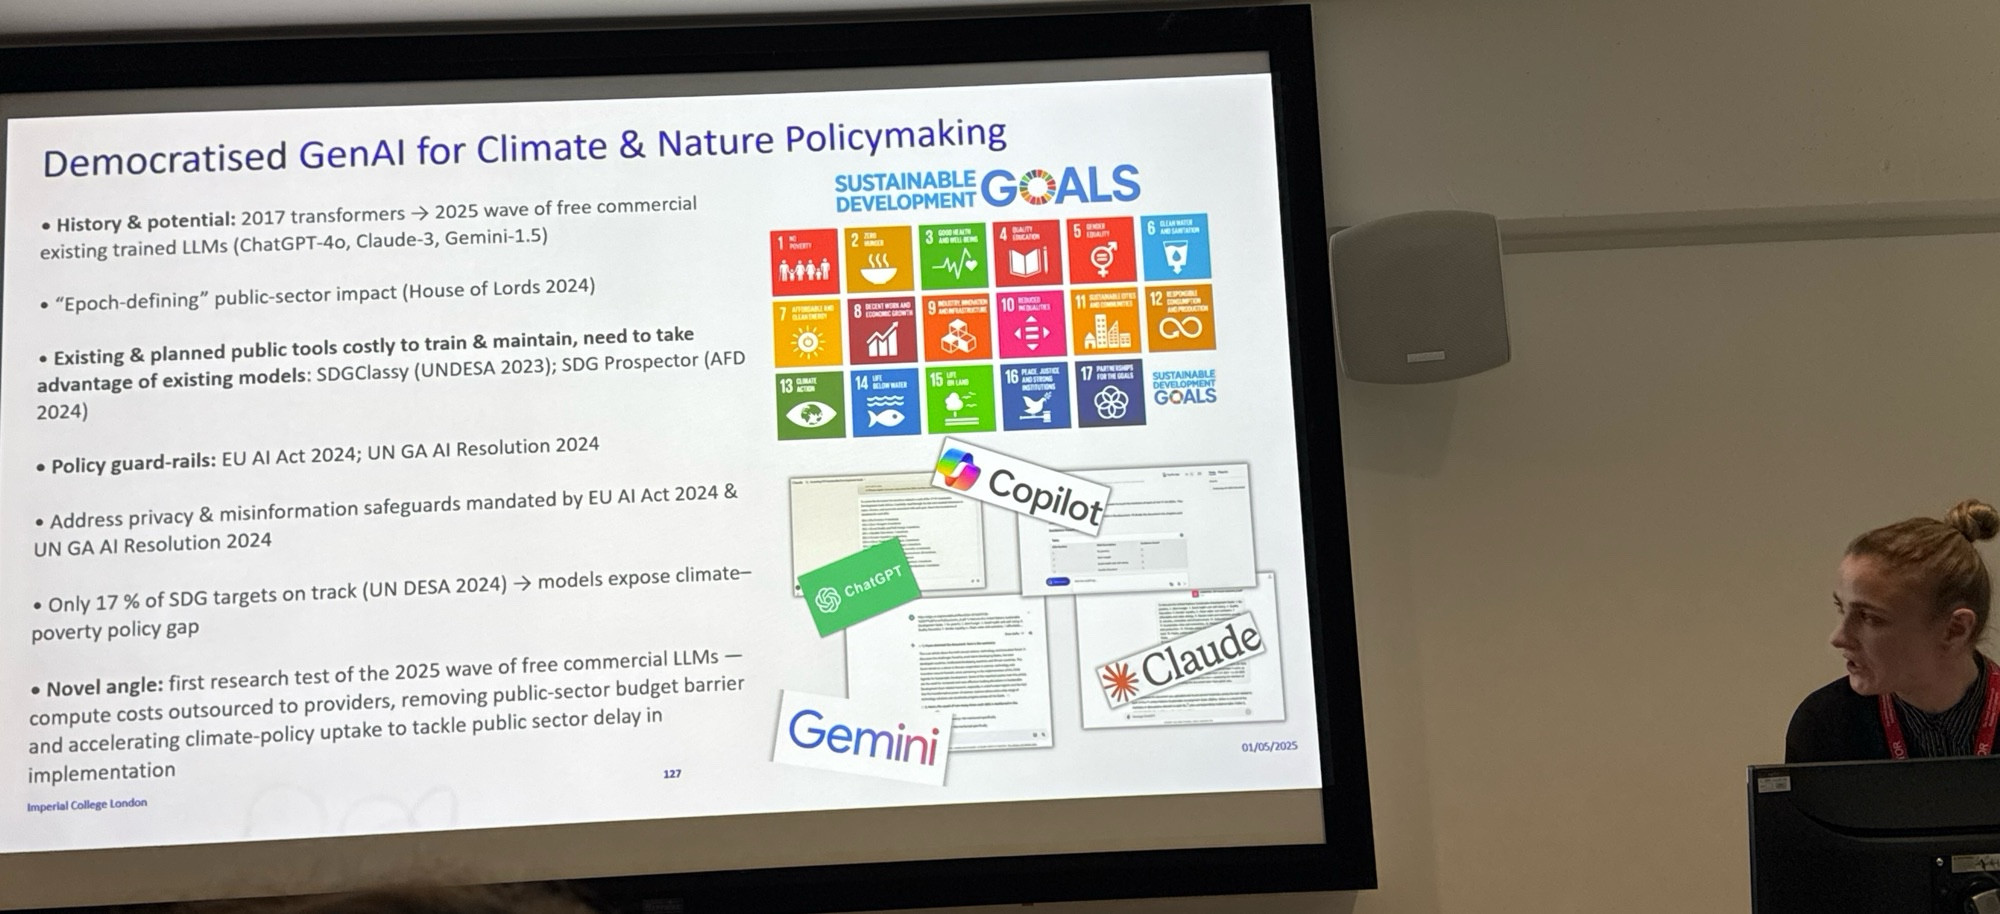 Democratised GenAI for Climate & Nature Policymaking
• History & potential: 2017 transformers → 2025 wave of free commercial
existing trained LLMs (ChatGPT-4o, Claude-3, Gemini-1.5)
• “Epoch-defining” public-sector impact (House of Lords 2024)
• Existing & planned public tools costly to train & maintain, need to take
advantage of existing models: SDGClassy (UNDESA 2023); SDG Prospector (AFD
2024)
• Policy guard-rails: EU AI Act 2024; UN GA AI Resolution 2024
• Address privacy & misinformation safeguards mandated by EU AI Act 2024 &
UN GA AI Resolution 2024
• Only 17 % of SDG targets on track (UN DESA 2024) → models expose climate–
poverty policy gap
• Novel angle: first research test of the 2025 wave of free commercial LLMs —
compute costs outsourced to providers, removing public-sector budget barrier
and accelerating climate-policy uptake to tackle public sector delay in
implementation
Imperial College London
127
SUSTAINABLE
DEVELOPMENT
GOALS
1 NO
POVERTY
2 ZERO
HUNGER
3 GOOD HEALTH
AND WELL-BEING
4 QUALITY
EDUCATION
5 GENDER
EQUALITY
6 CLEAN WATER
AND SANITATION
7 AFFORDABLE AND
CLEAN ENERGY
8 DECENT WORK AND
ECONOMIC GROWTH
9 INDUSTRY, INNOVATION
AND INFRASTRUCTURE
10 REDUCED
INEQUALITIES
11 SUSTAINABLE CITIES
AND COMMUNITIES
12 RESPONSIBLE
CONSUMPTION
AND PRODUCTION
13 CLIMATE
ACTION
14 LIFE
BELOW WATER
15 LIFE
ON LAND
16 PEACE, JUSTICE
AND STRONG
INSTITUTIONS
17 PARTNERSHIPS
FOR THE GOALS
SUSTAINABLE
DEVELOPMENT
GOALS
Copilot
ChatGPT
Claude
Gemini
01/05/2025